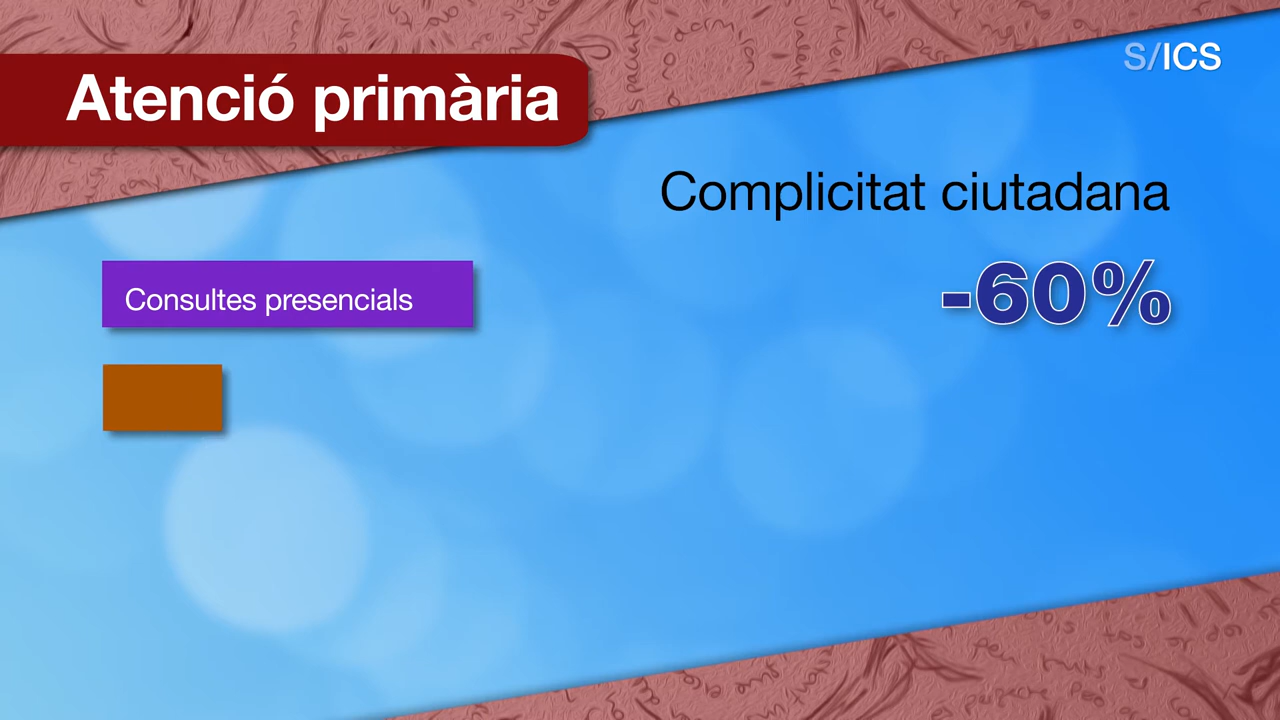 S/ICS
Atenció primària
Complicitat ciutadana
Consultes presencials
-60%